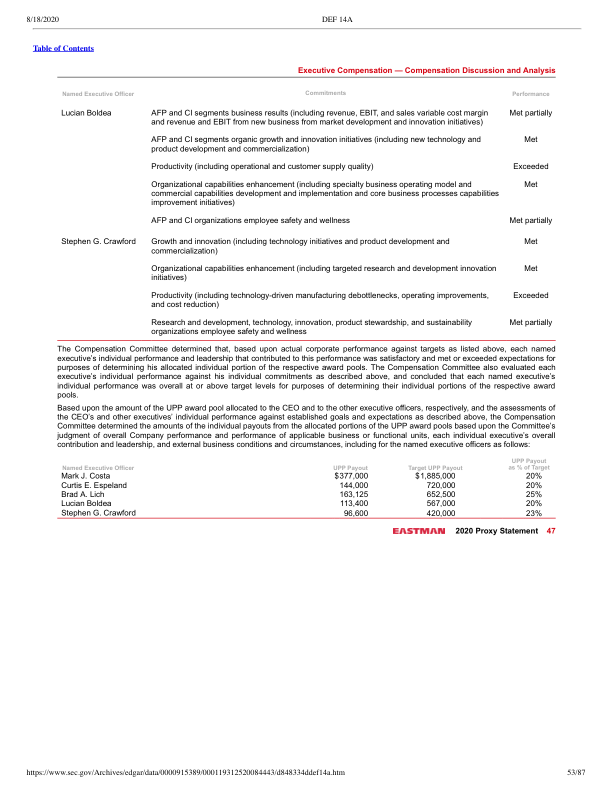 8/18/2020 DEF 14A
Table of Contents
Executive Compensation — Compensation Discussion and Analysis
Named Executive Officer Commitments Performance
Lucian Boldea AFP and CI segments business results (including revenue, EBIT, and sales variable cost margin Met partially
and revenue and EBIT from new business from market development and innovation initiatives)
AFP and CI segments organic growth and innovation initiatives (including new technology and Met
product development and commercialization)
Productivity (including operational and customer supply quality) Exceeded
Organizational capabilities enhancement (including specialty business operating model and Met
commercial capabilities development and implementation and core business processes capabilities
improvement initiatives)
AFP and CI organizations employee safety and wellness Met partially
Stephen G. Crawford Growth and innovation (including technology initiatives and product development and Met
commercialization)
Organizational capabilities enhancement (including targeted research and development innovation Met
initiatives)
Productivity (including technology-driven manufacturing debottlenecks, operating improvements, Exceeded
and cost reduction)
Research and development, technology, innovation, product stewardship, and sustainability Met partially
organizations employee safety and wellness
The Compensation Committee determined that, based upon actual corporate performance against targets as listed above, each named
executive's individual performance and leadership that contributed to this performance was satisfactory and met or exceeded expectations for
purposes of determining his allocated individual portion of the respective award pools. The Compensation Committee also evaluated each
executive's individual performance against his individual commitments as described above, and concluded that each named executive's
individual performance was overall at or above target levels for purposes of determining their individual portions of the respective award
pools.
Based upon the amount of the UPP award pool allocated to the CEO and to the other executive officers, respectively, and the assessments of
the CEO's and other executives' individual performance against established goals and expectations as described above, the Compensation
Committee determined the amounts of the individual payouts from the allocated portions of the UPP award pools based upon the Committee's
judgment of overall Company performance and performance of applicable business or functional units, each individual executive's overall
contribution and leadership, and external business conditions and circumstances, including for the named executive officers as follows:
Named Executive Officer UPP Payout Target UPP Payout UPP Payout
as % of Target
Mark J. Costa $377,000 $1,885,000 20%
Curtis E. Espeland 144,000 720,000 20%
Brad A. Lich 163,125 652,500 25%
Lucian Boldea 113,400 567,000 20%
Stephen G. Crawford 96,600 420,000 23%
EASTMAN 2020 Proxy Statement 47
https://www.sec.gov/Archives/edgar/data/0000915389/000119312520084443/d848334ddef14a.htm 53/87